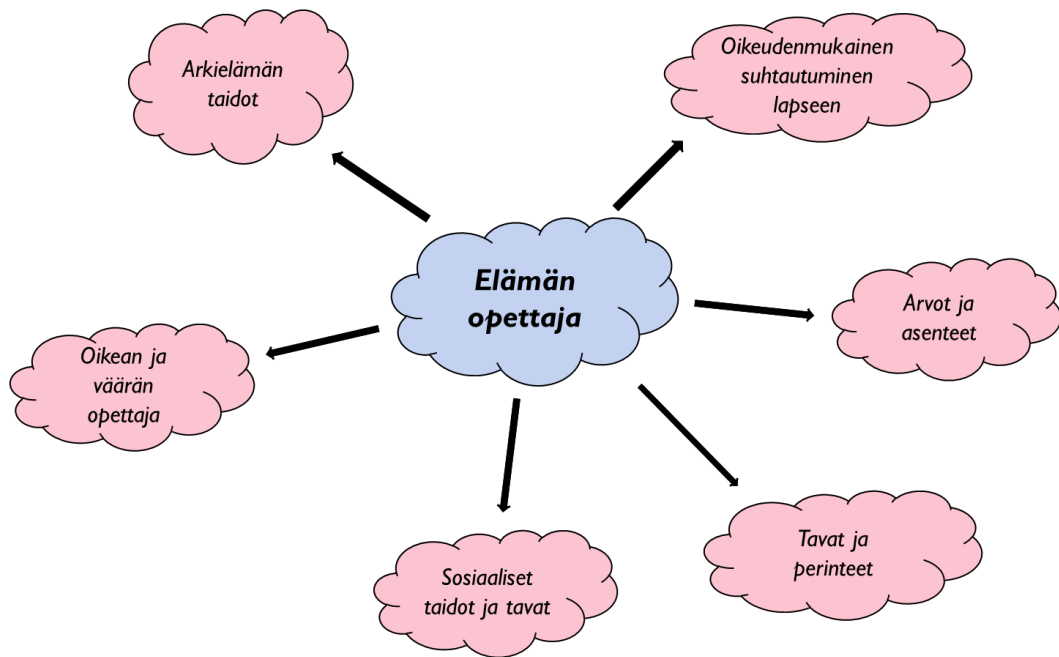 Arkielämän
taidot
Oikeudenmukainen
suhtautuminen
lapseen
Elämän
opettaja
Arvot ja
asenteet
Oikean ja
väärän
opettaja
Tavat ja
perinteet
Sosiaaliset
taidot ja tavat